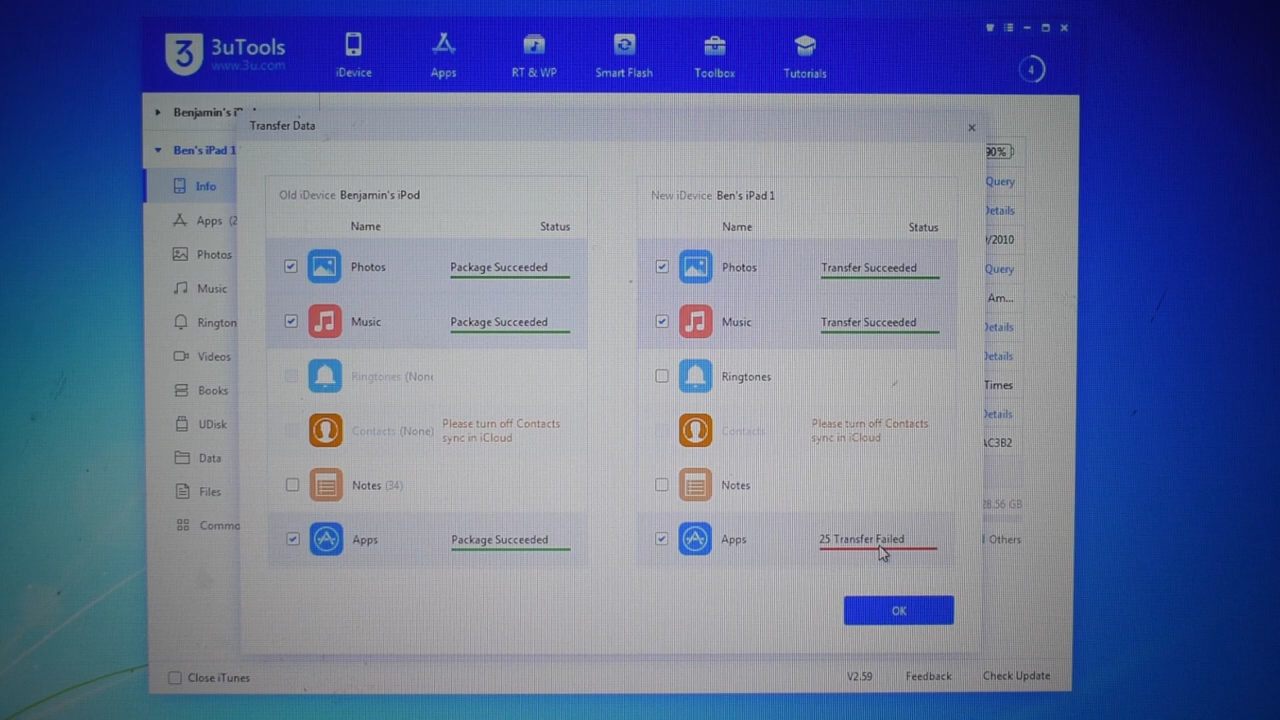 3
3uTools
www.3u.com
iDevice
Apps
RT & WP
Smart Flash
Toolbox
Tutorials
4
Benjamin's
Transfer Data
Ben's iPad 1
90%
Old iDevice Benjamin's iPod
New iDevice Ben's iPad 1
Query
Info
Name
Status
Name
Status
Details
Apps (2
/2010
Photos
Photos
Package Succeeded
Photos
Transfer Succeeded
Query
Music
Am...
Music
Package Succeeded
Music
Transfer Succeeded
Rington
Details
Videos
Details
Ringtones (None
Ringtones
Times
Books
Details
UDisk
Contacts (None)
Please turn off Contacts
sync in iCloud
Contacts
Please turn off Contacts
sync in iCloud
AC3B2
Data
Notes (34)
Notes
Files
28.56 GB
Commo
Apps
Package Succeeded
Apps
25 Transfer Failed
Others
OK
Close iTunes
V2.59
Feedback
Check Update